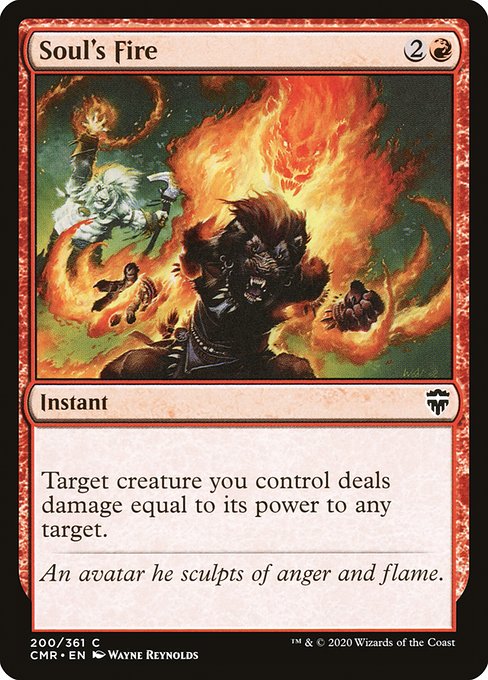 Soul's Fire 2
Instant
Target creature you control deals
damage equal to its power to any
target.
An avatar he sculpts of anger and flame.
200/361 C
™ & © 2020 Wizards of the Coast
CMR • EN Wayne Reynolds